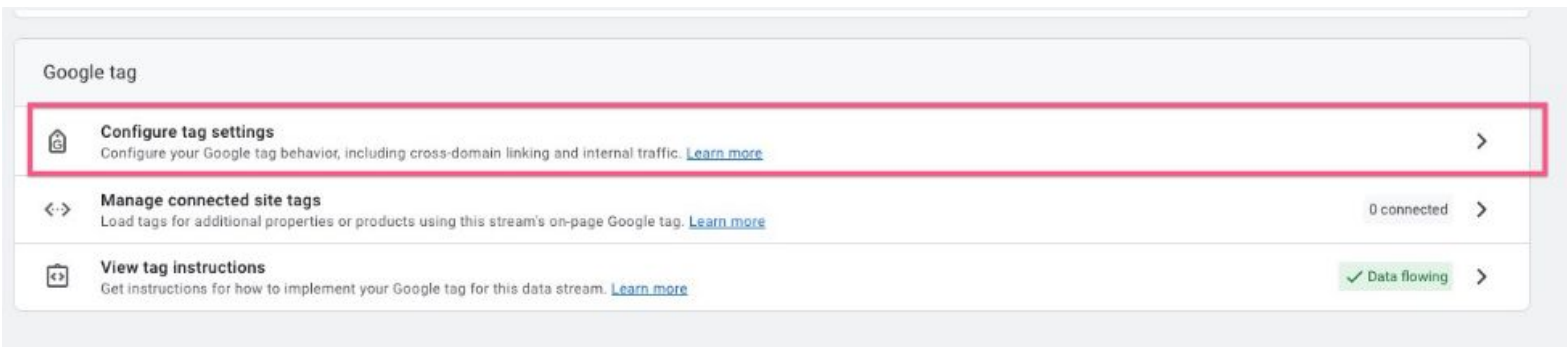 Google tag
Configure tag settings
Configure your Google tag behavior, including cross-domain linking and internal traffic. Learn more
Manage connected site tags
Load tags for additional properties or products using this stream's on-page Google tag. Learn more
0 connected
View tag instructions
Get instructions for how to implement your Google tag for this data stream. Learn more
Data flowing